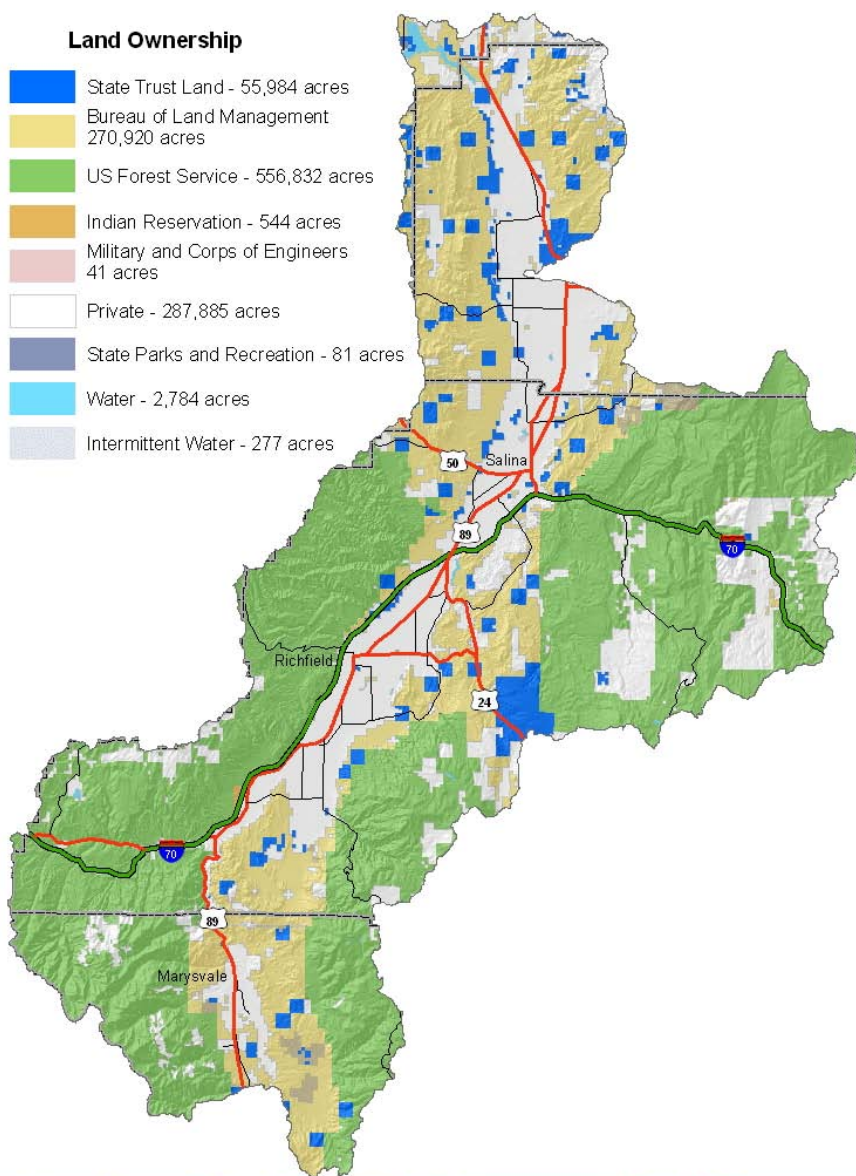 Land Ownership
State Trust Land - 55,984 acres
Bureau of Land Management
270,920 acres
US Forest Service - 556,832 acres
Indian Reservation - 544 acres
Military and Corps of Engineers
41 acres
Private - 287,885 acres
State Parks and Recreation - 81 acres
Water - 2,784 acres
Intermittent Water - 277 acres
50
Salina
89
70
Richfield
24
70
89
Marysvale